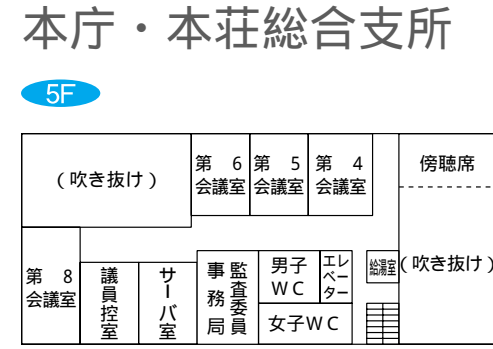 本庁・本荘総合支所
5F
(吹き抜け)
第 6
会議室
第 5
会議室
第 4
会議室
傍聴席
第 8
会議室
議員控室
サーバ室
監査委員
事務局
男子
WC
エレ
ベー
ター
女子WC
給湯室
(吹き抜け)